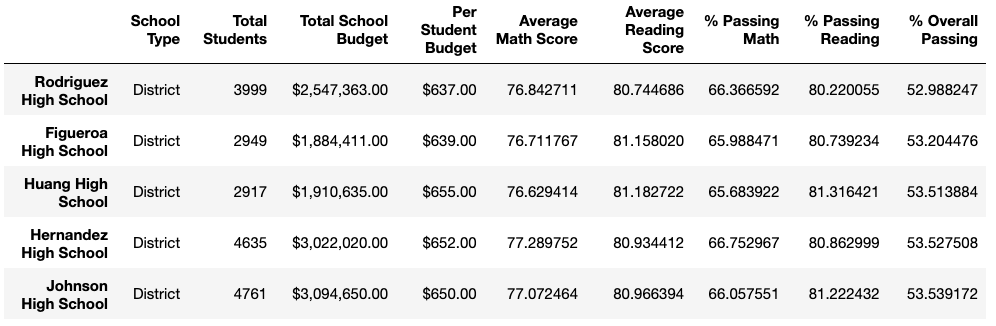 School Type Total Students Total School Budget Per Student Budget Average Math Score Average Reading Score % Passing Math % Passing Reading % Overall Passing
Rodriguez High School District 3999 $2,547,363.00 $637.00 76.842711 80.744686 66.366592 80.220055 52.988247
Figueroa High School District 2949 $1,884,411.00 $639.00 76.711767 81.158020 65.988471 80.739234 53.204476
Huang High School District 2917 $1,910,635.00 $655.00 76.629414 81.182722 65.683922 81.316421 53.513884
Hernandez High School District 4635 $3,022,020.00 $652.00 77.289752 80.934412 66.752967 80.862999 53.527508
Johnson High School District 4761 $3,094,650.00 $650.00 77.072464 80.966394 66.057551 81.222432 53.539172